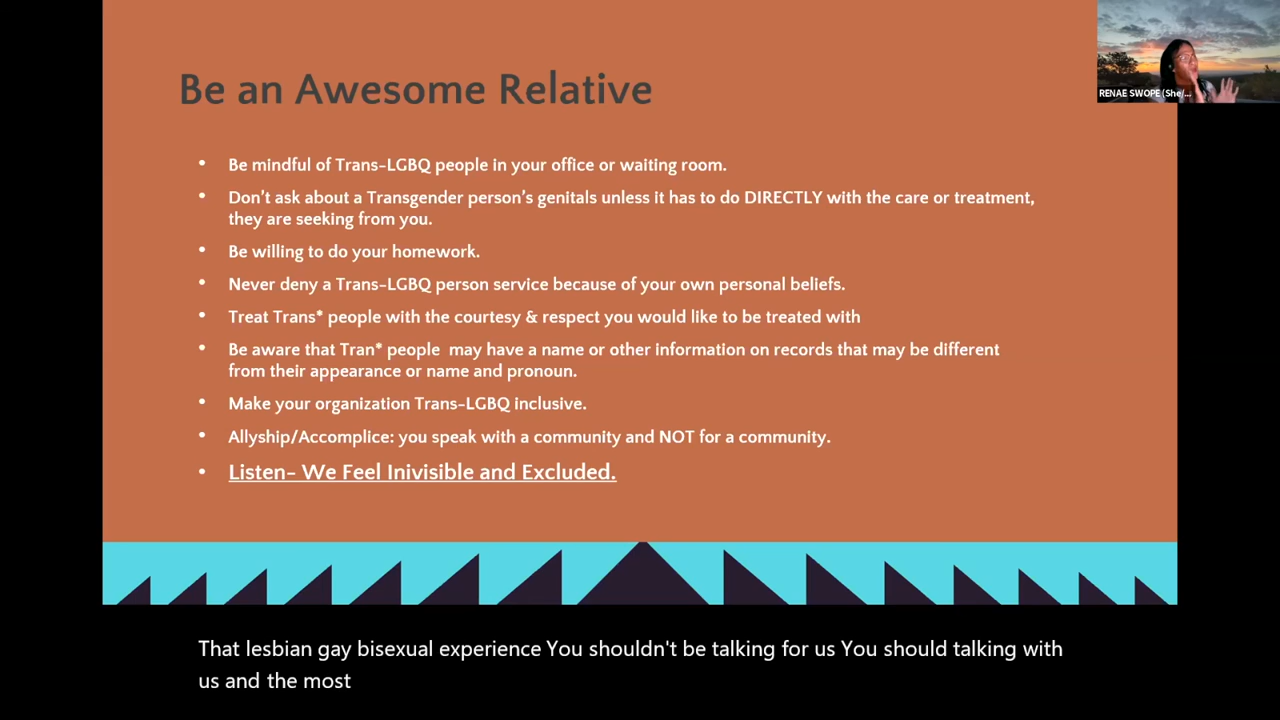 Be an Awesome Relative
RENAE SWOPE (She/...
• Be mindful of Trans-LGBQ people in your office or waiting room.
• Don't ask about a Transgender person's genitals unless it has to do DIRECTLY with the care or treatment,
they are seeking from you.
• Be willing to do your homework.
• Never deny a Trans-LGBQ person service because of your own personal beliefs.
• Treat Trans* people with the courtesy & respect you would like to be treated with
• Be aware that Tran* people  may have a name or other information on records that may be different
from their appearance or name and pronoun.
• Make your organization Trans-LGBQ inclusive.
• Allyship/Accomplice: you speak with a community and NOT for a community.
• Listen- We Feel Inivisible and Excluded.
That lesbian gay bisexual experience You shouldn't be talking for us You should talking with
us and the most